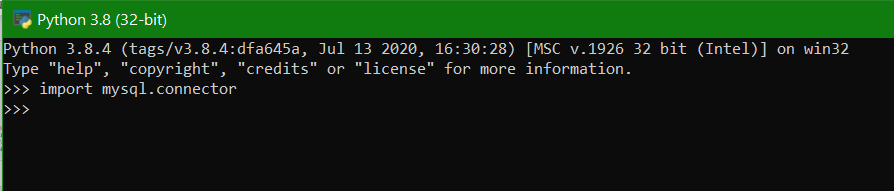 Python 3.8 (32-bit)
Python 3.8.4 (tags/v3.8.4:dfa645a, Jul 13 2020, 16:30:28) [MSC v.1926 32 bit (Intel)] on win32
Type "help", "copyright", "credits" or "license" for more information.
>>> import mysql.connector
>>>